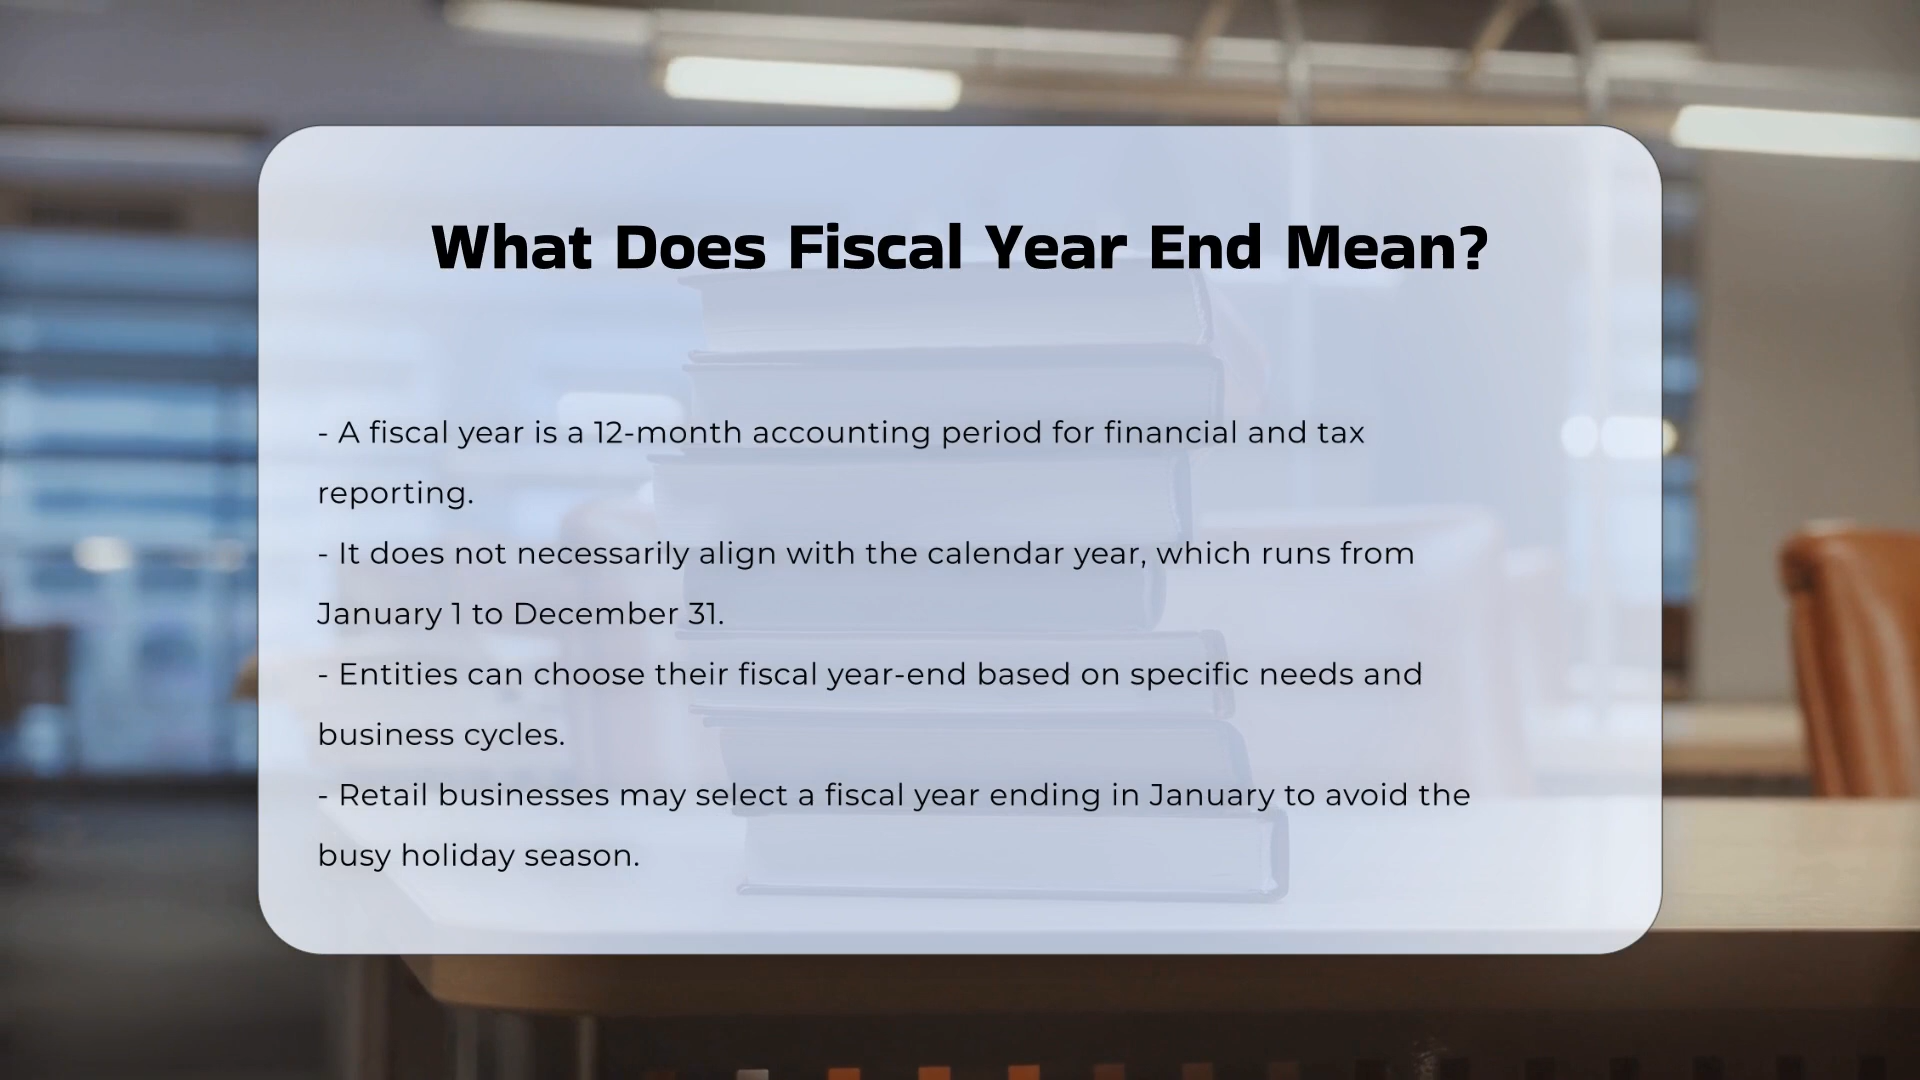 What Does Fiscal Year End Mean?
- A fiscal year is a 12-month accounting period for financial and tax
reporting.
- It does not necessarily align with the calendar year, which runs from
January 1 to December 31.
- Entities can choose their fiscal year-end based on specific needs and
business cycles.
- Retail businesses may select a fiscal year ending in January to avoid the
busy holiday season.